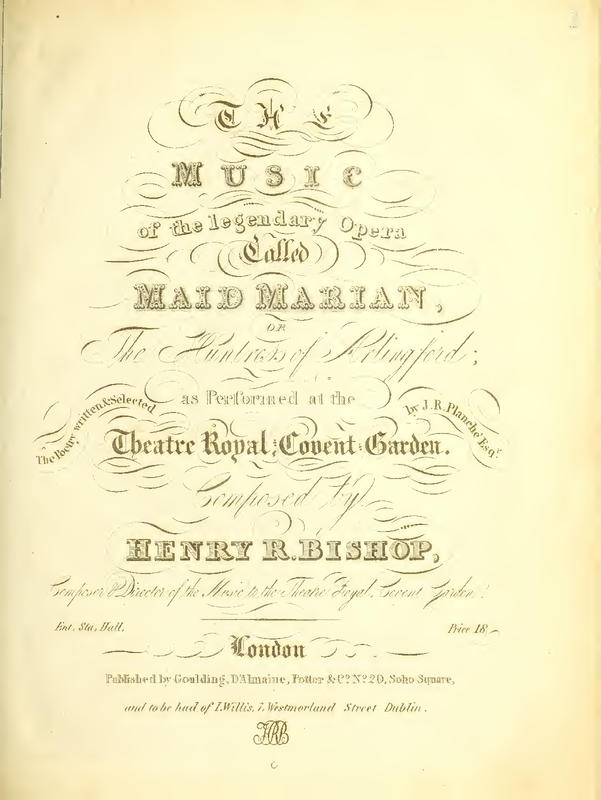 THE
MUSIC
of the legendary Opera
Called
MAID MARIAN,
OR
The Huntress of Arlingford;
The Poetry written & Selected
as Performed at the
by J. R. Planché Esqr.
Theatre Royal, Covent Garden.
Composed by
HENRY R. BISHOP,
Composer & Director of the Music to the Theatre Royal, Covent Garden.
Ent. Sta. Hall.
Price 18
London
Published by Goulding, D'Almaine, Potter & Co. No. 20, Soho Square,
and to be had of I. Willis, 7, Westmorland Street Dublin.
HRB
C